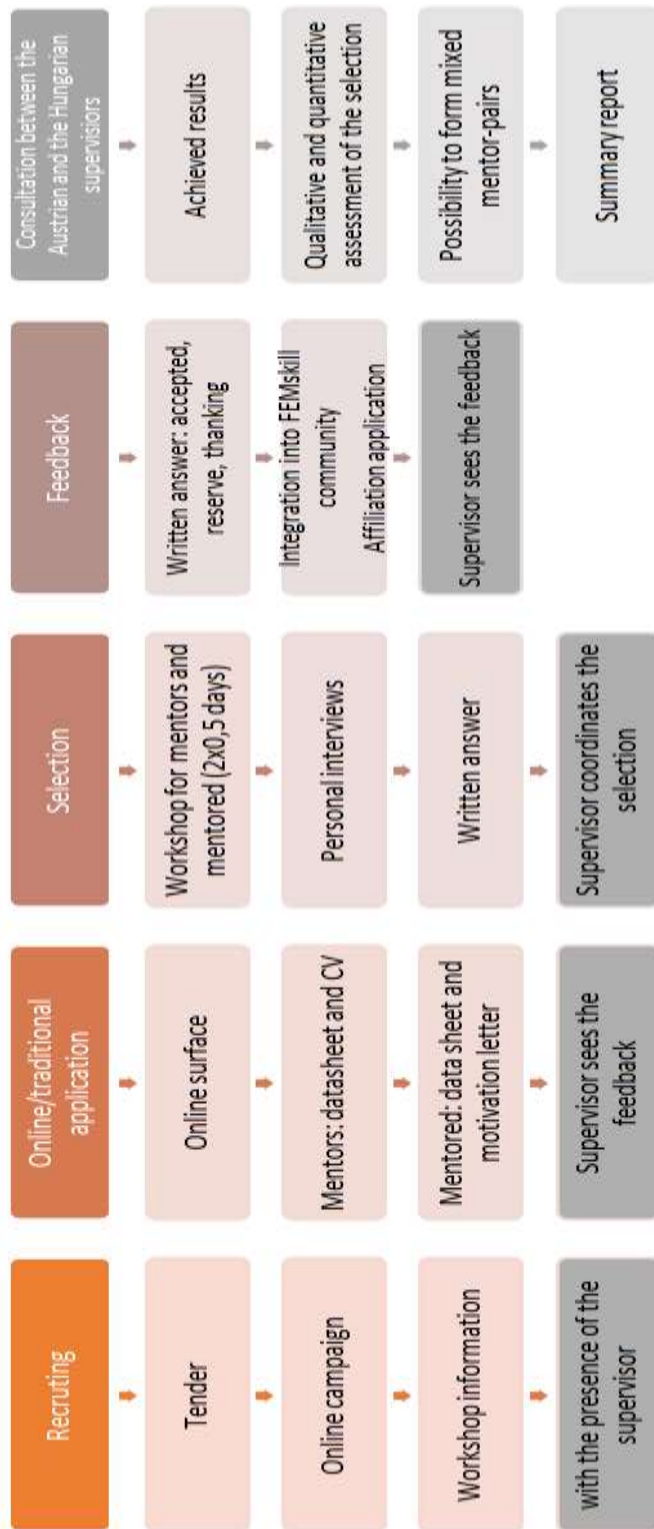 Recruting
Tender
Online campaign
Workshop information
with the presence of the
supervisor
Online/traditional
application
Online surface
Mentors: datasheet and CV
Mentored: data sheet and
motivation letter
Supervisor sees the
feedback
Selection
Workshop for mentors and
mentored (2x0,5 days)
Personal interviews
Written answer
Supervisor coordinates the
selection
Feedback
Written answer: accepted,
reserve, thanking
Integration into FEMskill
community
Affiliation application
Supervisor sees the feedback
Consultation between the
Austrian and the Hungarian
supervisiors
Achieved results
Qualitative and quantitative
assessment of the selection
Possibility to form mixed
mentor-pairs
Summary report